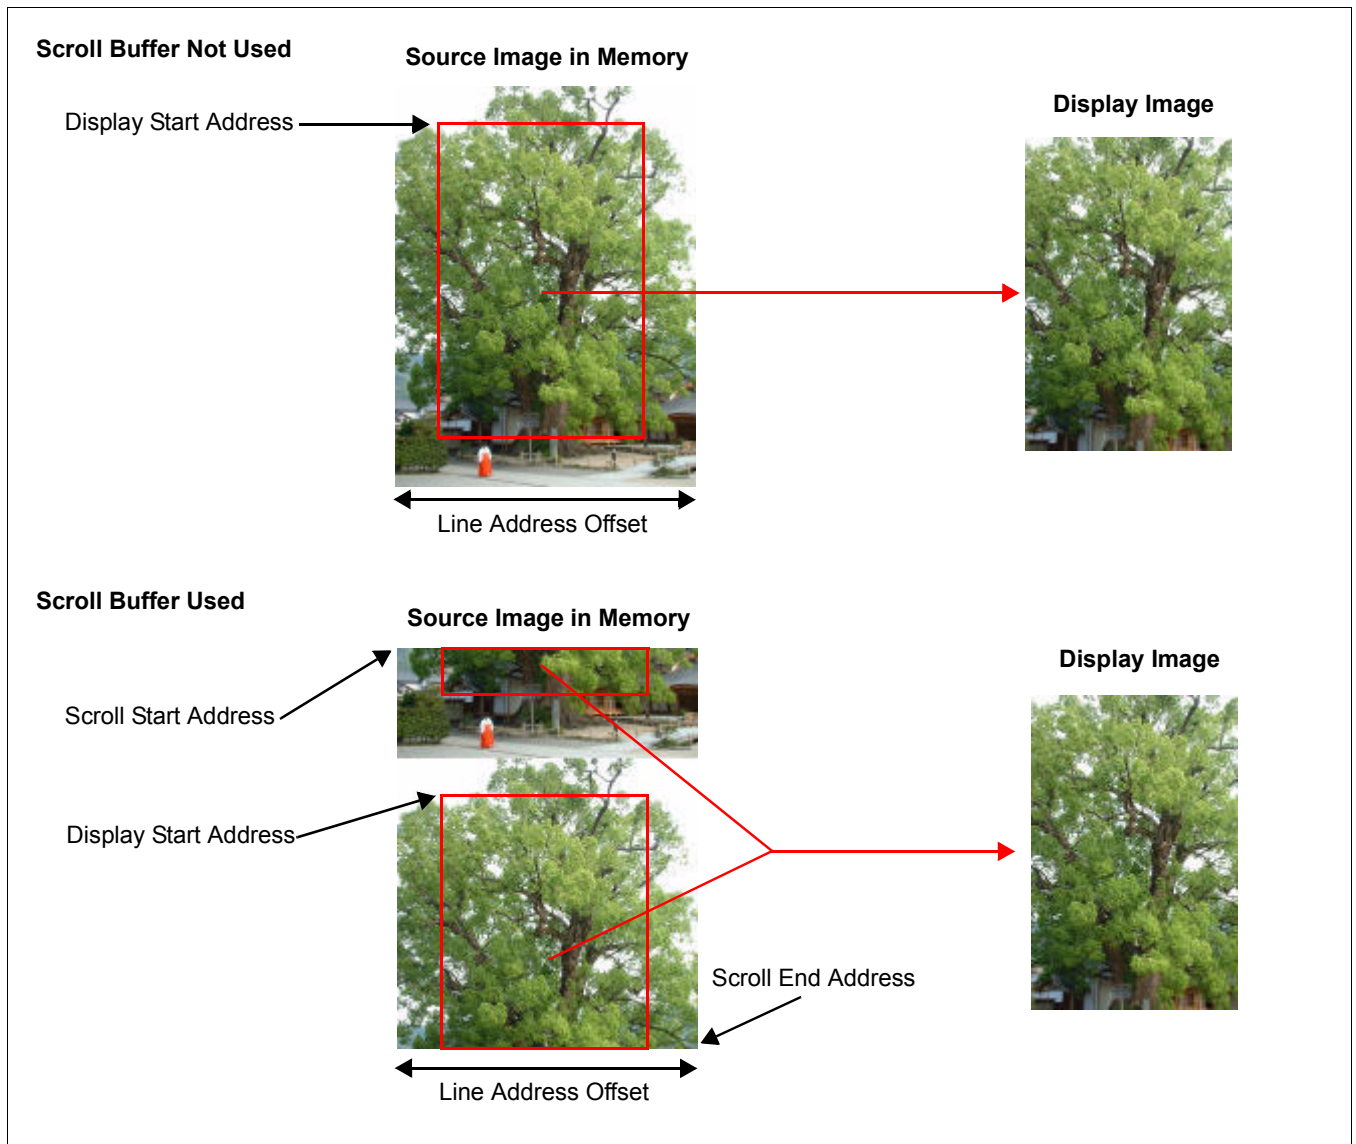 Scroll Buffer Not Used
Source Image in Memory
Display Image
Display Start Address
Line Address Offset
Scroll Buffer Used
Source Image in Memory
Display Image
Scroll Start Address
Display Start Address
Scroll End Address
Line Address Offset